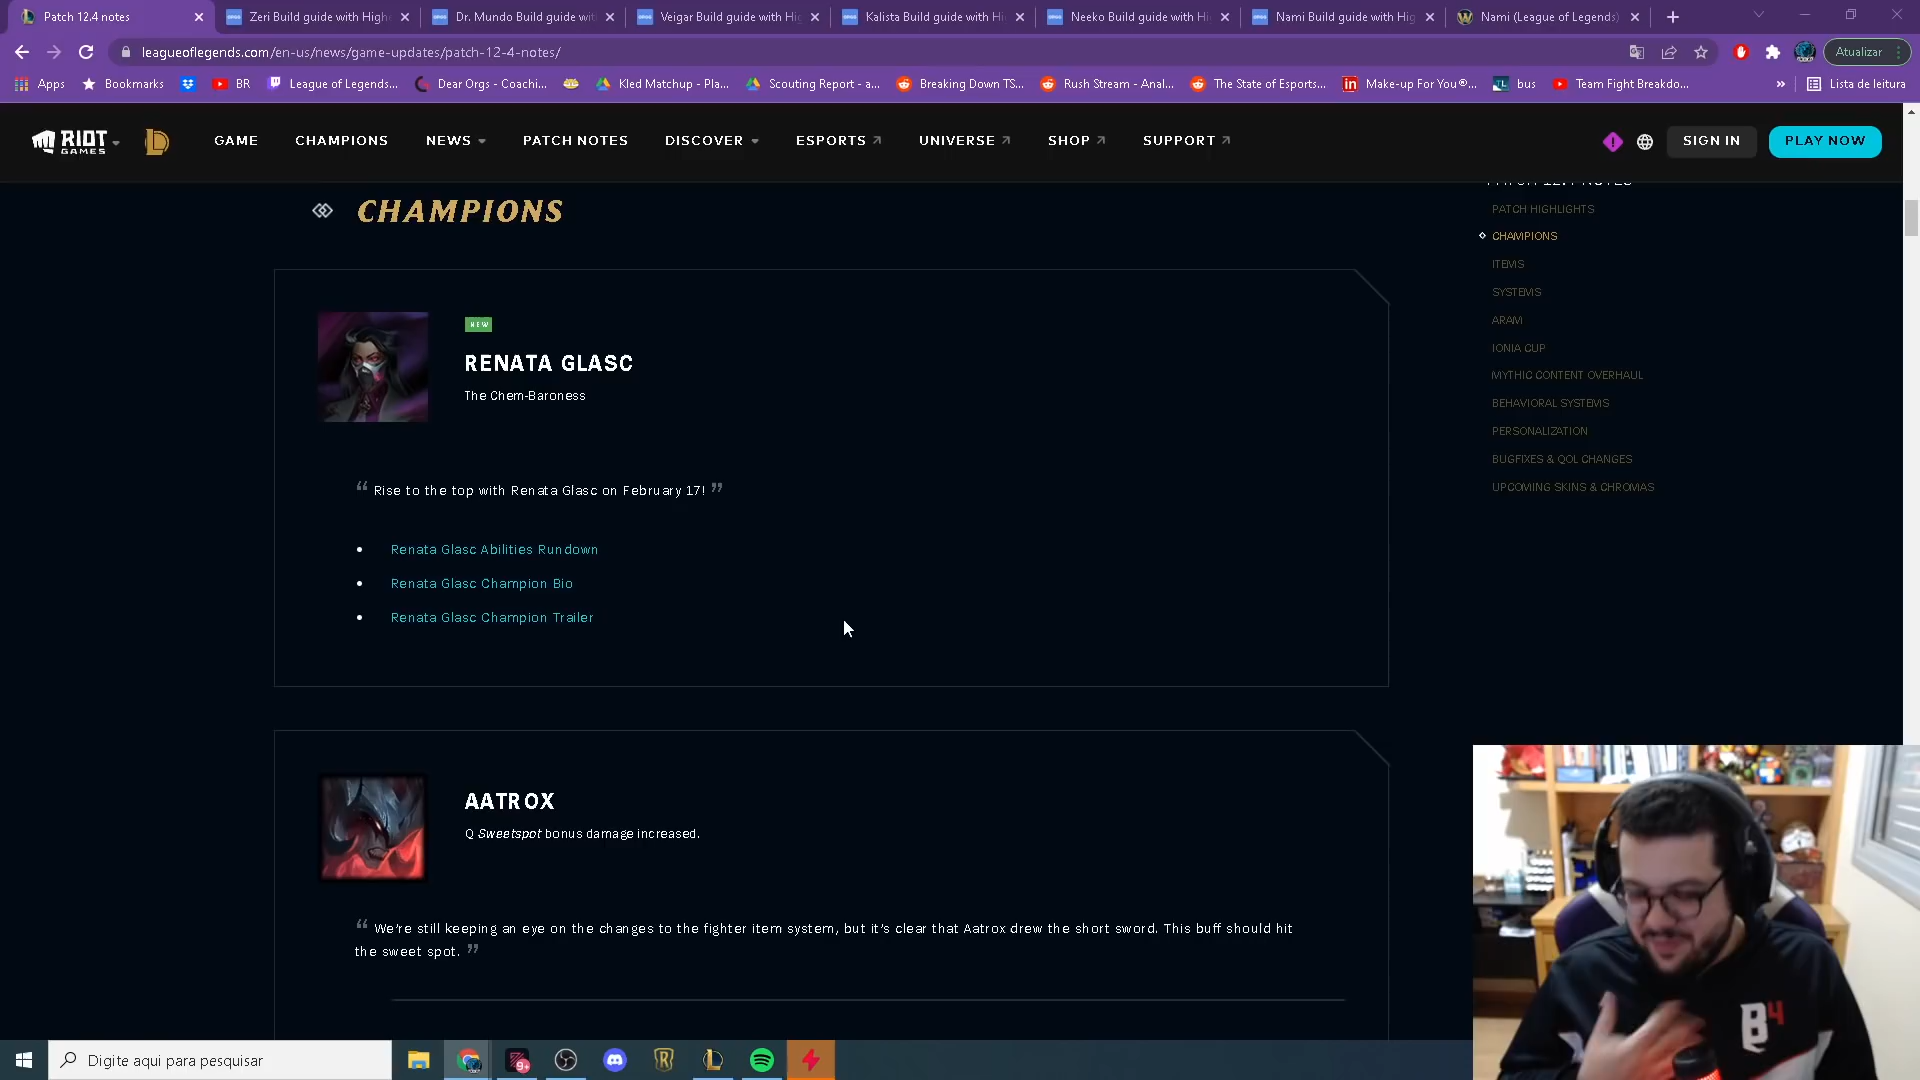 Patch 12.4 notes
Zeri Build guide with High
Dr. Mundo Build guide wit
Veigar Build guide with Hig
Kalista Build guide with Hi
Neeko Build guide with Hi
Nami Build guide with Hig
Nami (League of Legends)
leagueoflegends.com/en-us/news/game-updates/patch-12-4-notes/
Atualizar
Apps
Bookmarks
BR
League of Legends...
Dear Orgs - Coachi...
Kled Matchup - Pla...
Scouting Report - a...
Breaking Down TS...
Rush Stream - Anal...
The State of Esports...
Make-up For You®...
bus
Team Fight Breakdo...
»
Lista de leitura
RIOT GAMES
GAME
CHAMPIONS
NEWS
PATCH NOTES
DISCOVER
ESPORTS
UNIVERSE
SHOP
SUPPORT
SIGN IN
PLAY NOW
CHAMPIONS
NEW
RENATA GLASC
The Chem-Baroness
“ Rise to the top with Renata Glasc on February 17! ”
• Renata Glasc Abilities Rundown
• Renata Glasc Champion Bio
• Renata Glasc Champion Trailer
AATROX
Q Sweetspot bonus damage increased.
“ We're still keeping an eye on the changes to the fighter item system, but it's clear that Aatrox drew the short sword. This buff should hit
the sweet spot. ”
PATCH 12.4 NOTES
PATCH HIGHLIGHTS
CHAMPIONS
ITEMS
SYSTEMS
ARAM
IONIA CUP
MYTHIC CONTENT OVERHAUL
BEHAVIORAL SYSTEMS
PERSONALIZATION
BUGFIXES & QOL CHANGES
UPCOMING SKINS & CHROMAS
B4
Digite aqui para pesquisar
9+